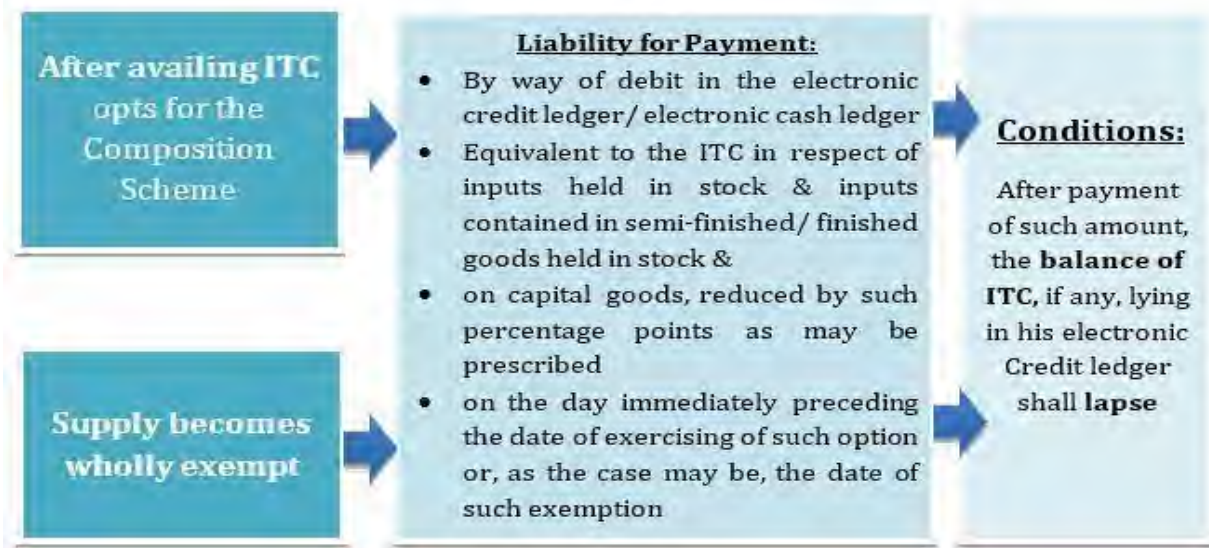 After availing ITC
opts for the
Composition
Scheme
Supply becomes
wholly exempt
Liability for Payment:
• By way of debit in the electronic
credit ledger/ electronic cash ledger
• Equivalent to the ITC in respect of
inputs held in stock & inputs
contained in semi-finished/ finished
goods held in stock &
• on capital goods, reduced by such
percentage points as may be
prescribed
• on the day immediately preceding
the date of exercising of such option
or, as the case may be, the date of
such exemption
Conditions:
After payment
of such amount,
the balance of
ITC, if any, lying
in his electronic
Credit ledger
shall lapse